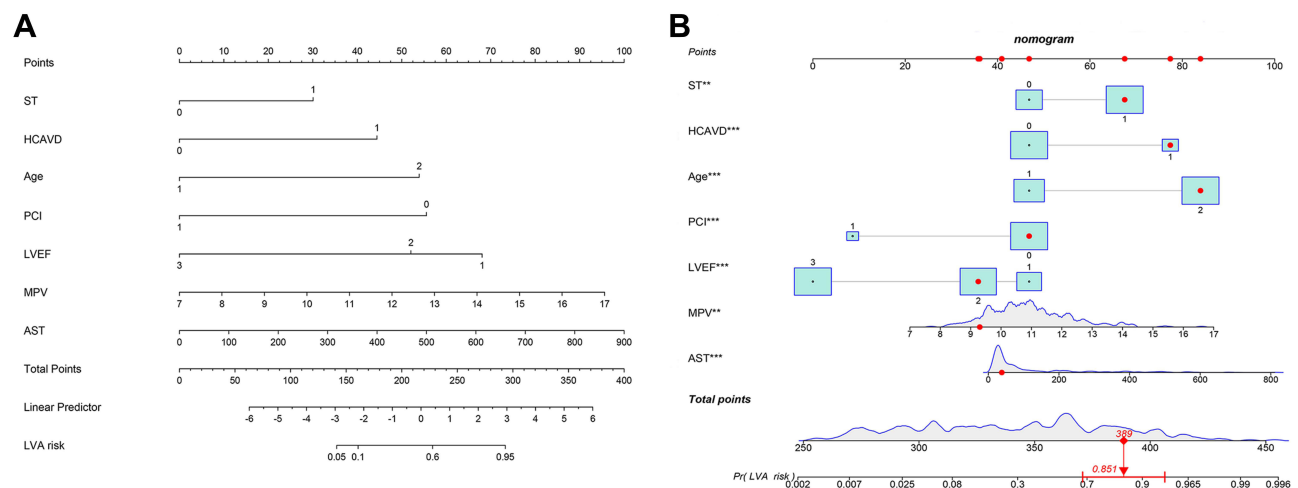 A
0 10 20 30 40 50 60 70 80 90 100
Points
1
ST
0
1
HCAVD
0
2
Age
1
0
PCI
1
2
LVEF
3 1
MPV
7 8 9 10 11 12 13 14 15 16 17
AST
0 100 200 300 400 500 600 700 800 900
Total Points
0 50 100 150 200 250 300 350 400
Linear Predictor
-6 -5 -4 -3 -2 -1 0 1 2 3 4 5 6
LVA risk
0.05 0.1 0.6 0.95
B
nomogram
Points
0 20 40 60 80 100
0
ST**
1
0
HCAVD***
1
1
Age***
2
1
PCI***
0
3 1
LVEF***
2
MPV**
7 8 9 10 11 12 13 14 15 16 17
AST***
0 200 400 600 800
Total points
389
250 300 350 400 450
0.851
Pr( LVA risk)
0.002 0.007 0.025 0.08 0.3 0.7 0.9 0.965 0.99 0.996